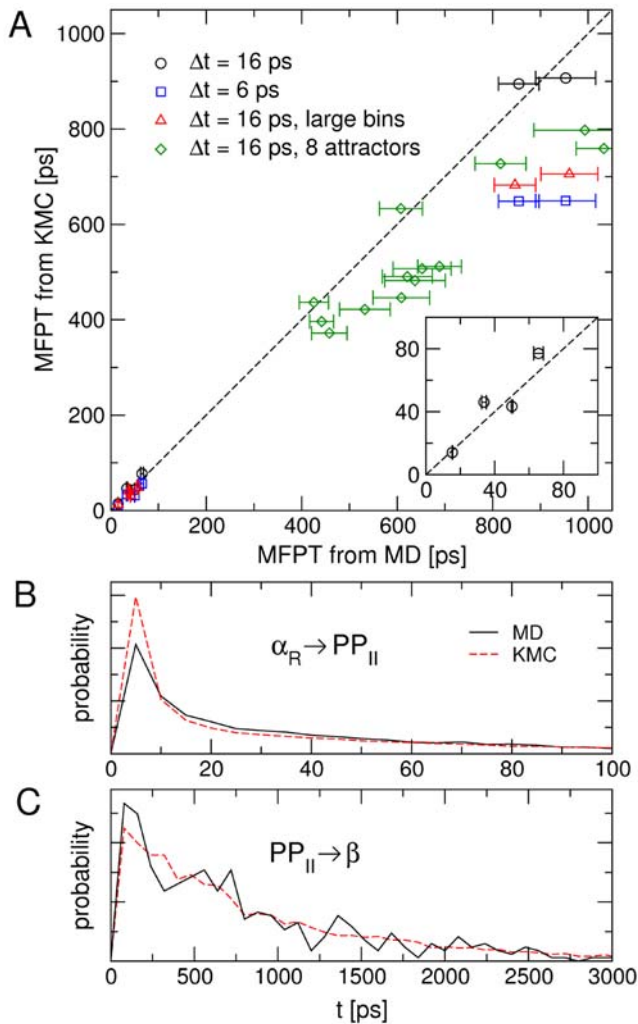 A
1000
800
600
400
200
0
MFPT from KMC [ps]
Δt = 16 ps
Δt = 6 ps
Δt = 16 ps, large bins
Δt = 16 ps, 8 attractors
80
40
0
0 40 80
0 200 400 600 800 1000
MFPT from MD [ps]
B
probability
α_R→PP_II
MD
KMC
0 20 40 60 80 100
C
probability
PP_II→β
0 500 1000 1500 2000 2500 3000
t [ps]